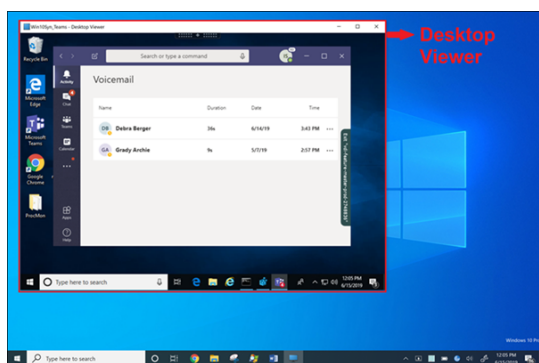 Win10Syn_Teams - Desktop Viewer
Desktop
Viewer
Recycle Bin
Search or type a command
Microsoft
Edge
Microsoft
Teams
Google
Chrome
ProcMon
Activity
Chat
Teams
Calendar
Apps
Help
Voicemail
Name
Duration
Date
Time
DB
Debra Berger
36s
6/14/19
3:43 PM
GA
Grady Archie
9s
5/7/19
2:57 PM
Type here to search
12:05 PM
6/15/2019
Windows 10 Pro
Type here to search
12:05 PM
6/15/2019